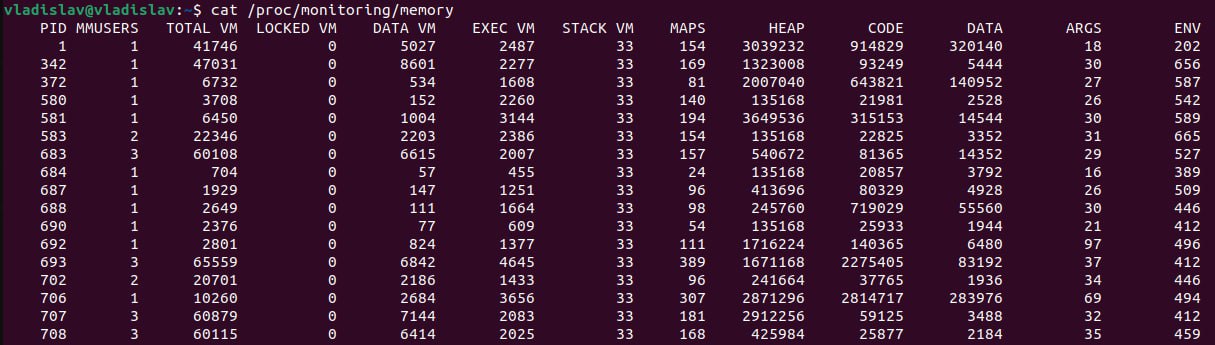 vladislav@vladislav:~$ cat /proc/monitoring/memory
PID MMUSERS TOTAL VM LOCKED VM DATA VM EXEC VM STACK VM MAPS HEAP CODE DATA ARGS ENV
1 1 41746 0 5027 2487 33 154 3039232 914829 320140 18 202
342 1 47031 0 8601 2277 33 169 1323008 93249 5444 30 656
372 1 6732 0 534 1608 33 81 2007040 643821 140952 27 587
580 1 3708 0 152 2260 33 140 135168 21981 2528 26 542
581 1 6450 0 1004 3144 33 194 3649536 315153 14544 30 589
583 2 22346 0 2203 2386 33 154 135168 22825 3352 31 665
683 3 60108 0 6615 2007 33 157 540672 81365 14352 29 527
684 1 704 0 57 455 33 24 135168 20857 3792 16 389
687 1 1929 0 147 1251 33 96 413696 80329 4928 26 509
688 1 2649 0 111 1664 33 98 245760 719029 55560 30 446
690 1 2376 0 77 609 33 54 135168 25933 1944 21 412
692 1 2801 0 824 1377 33 111 1716224 140365 6480 97 496
693 3 65559 0 6842 4645 33 389 1671168 2275405 83192 37 412
702 2 20701 0 2186 1433 33 96 241664 37765 1936 34 446
706 1 10260 0 2684 3656 33 307 2871296 2814717 283976 69 494
707 3 60879 0 7144 2083 33 181 2912256 59125 3488 32 412
708 3 60115 0 6414 2025 33 168 425984 25877 2184 35 459